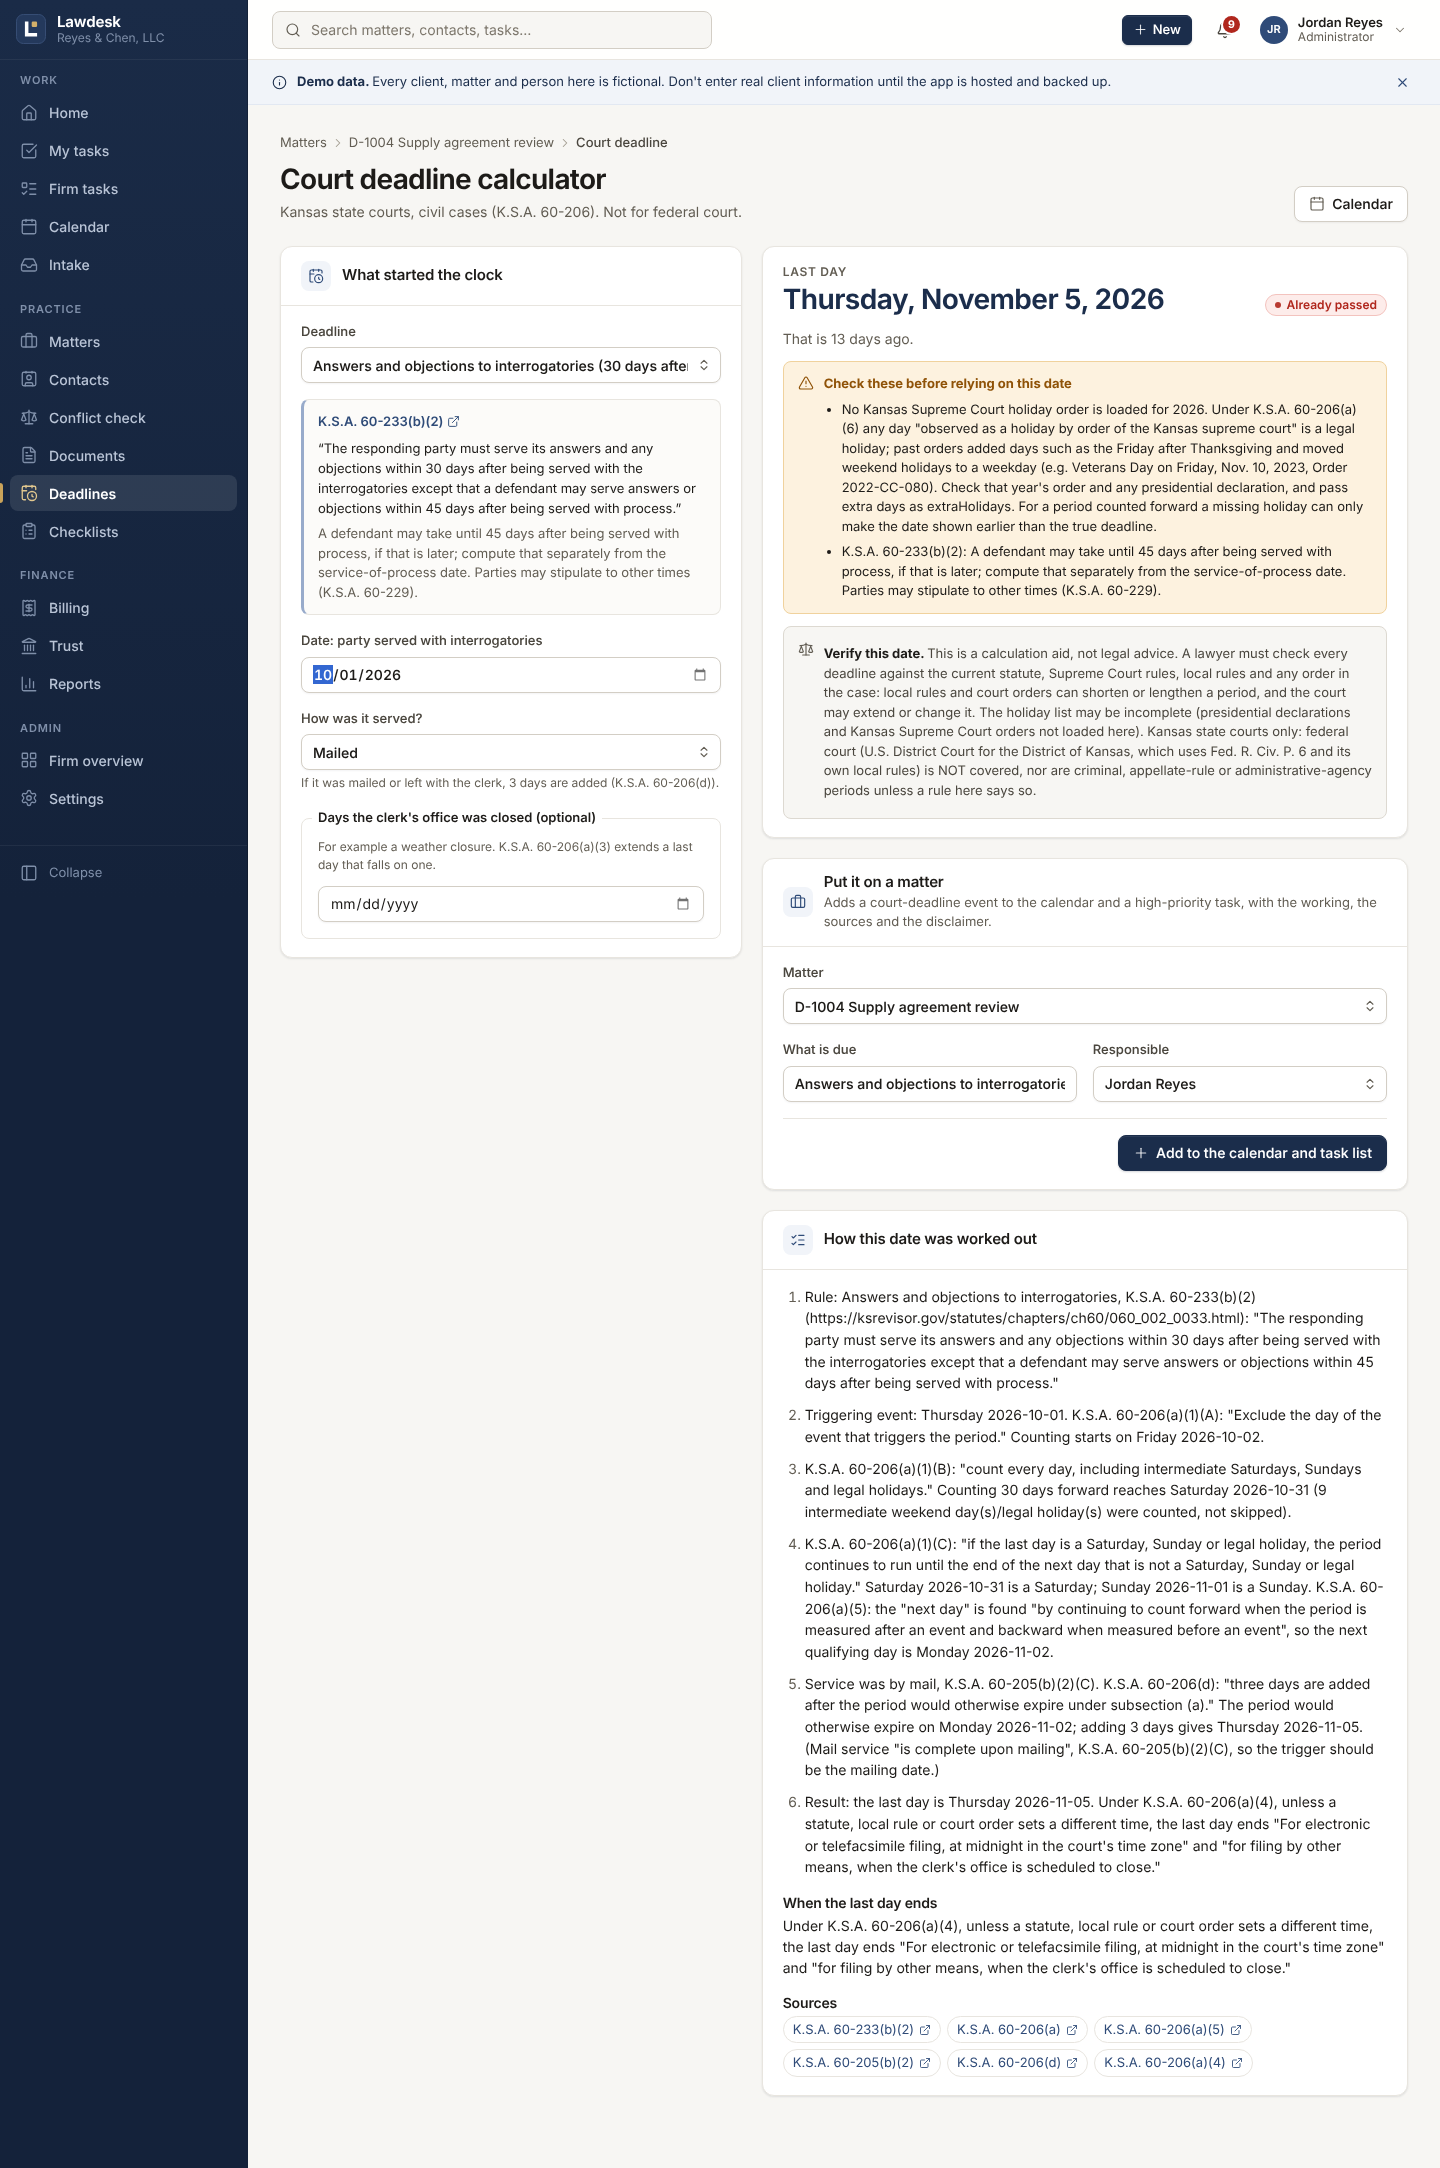 Lawdesk
Reyes & Chen, LLC
WORK
Home
My tasks
Firm tasks
Calendar
Intake
PRACTICE
Matters
Contacts
Conflict check
Documents
Deadlines
Checklists
FINANCE
Billing
Trust
Reports
ADMIN
Firm overview
Settings
Collapse
Search matters, contacts, tasks...
New
9
JR
Jordan Reyes
Administrator
Demo data. Every client, matter and person here is fictional. Don't enter real client information until the app is hosted and backed up.
Matters > D-1004 Supply agreement review > Court deadline
Court deadline calculator
Kansas state courts, civil cases (K.S.A. 60-206). Not for federal court.
Calendar
What started the clock
Deadline
Answers and objections to interrogatories (30 days after
K.S.A. 60-233(b)(2)
“The responding party must serve its answers and any
objections within 30 days after being served with the
interrogatories except that a defendant may serve answers or
objections within 45 days after being served with process.”
A defendant may take until 45 days after being served with
process, if that is later; compute that separately from the
service-of-process date. Parties may stipulate to other times
(K.S.A. 60-229).
Date: party served with interrogatories
10/01/2026
How was it served?
Mailed
If it was mailed or left with the clerk, 3 days are added (K.S.A. 60-206(d)).
Days the clerk's office was closed (optional)
For example a weather closure. K.S.A. 60-206(a)(3) extends a last
day that falls on one.
mm/dd/yyyy
LAST DAY
Thursday, November 5, 2026
Already passed
That is 13 days ago.
Check these before relying on this date
• No Kansas Supreme Court holiday order is loaded for 2026. Under K.S.A. 60-206(a)
(6) any day "observed as a holiday by order of the Kansas supreme court" is a legal
holiday; past orders added days such as the Friday after Thanksgiving and moved
weekend holidays to a weekday (e.g. Veterans Day on Friday, Nov. 10, 2023, Order
2022-CC-080). Check that year's order and any presidential declaration, and pass
extra days as extraHolidays. For a period counted forward a missing holiday can only
make the date shown earlier than the true deadline.
• K.S.A. 60-233(b)(2): A defendant may take until 45 days after being served with
process, if that is later; compute that separately from the service-of-process date.
Parties may stipulate to other times (K.S.A. 60-229).
Verify this date. This is a calculation aid, not legal advice. A lawyer must check every
deadline against the current statute, Supreme Court rules, local rules and any order in
the case: local rules and court orders can shorten or lengthen a period, and the court
may extend or change it. The holiday list may be incomplete (presidential declarations
and Kansas Supreme Court orders not loaded here). Kansas state courts only: federal
court (U.S. District Court for the District of Kansas, which uses Fed. R. Civ. P. 6 and its
own local rules) is NOT covered, nor are criminal, appellate-rule or administrative-agency
periods unless a rule here says so.
Put it on a matter
Adds a court-deadline event to the calendar and a high-priority task, with the working, the
sources and the disclaimer.
Matter
D-1004 Supply agreement review
What is due
Responsible
Answers and objections to interrogatorie
Jordan Reyes
Add to the calendar and task list
How this date was worked out
1. Rule: Answers and objections to interrogatories, K.S.A. 60-233(b)(2)
(https://ksrevisor.gov/statutes/chapters/ch60/060_002_0033.html): "The responding
party must serve its answers and any objections within 30 days after being served with
the interrogatories except that a defendant may serve answers or objections within 45
days after being served with process."
2. Triggering event: Thursday 2026-10-01. K.S.A. 60-206(a)(1)(A): "Exclude the day of the
event that triggers the period." Counting starts on Friday 2026-10-02.
3. K.S.A. 60-206(a)(1)(B): "count every day, including intermediate Saturdays, Sundays
and legal holidays." Counting 30 days forward reaches Saturday 2026-10-31 (9
intermediate weekend day(s)/legal holiday(s) were counted, not skipped).
4. K.S.A. 60-206(a)(1)(C): "if the last day is a Saturday, Sunday or legal holiday, the period
continues to run until the end of the next day that is not a Saturday, Sunday or legal
holiday." Saturday 2026-10-31 is a Saturday; Sunday 2026-11-01 is a Sunday. K.S.A. 60-
206(a)(5): the "next day" is found "by continuing to count forward when the period is
measured after an event and backward when measured before an event", so the next
qualifying day is Monday 2026-11-02.
5. Service was by mail, K.S.A. 60-205(b)(2)(C). K.S.A. 60-206(d): "three days are added
after the period would otherwise expire under subsection (a)." The period would
otherwise expire on Monday 2026-11-02; adding 3 days gives Thursday 2026-11-05.
(Mail service "is complete upon mailing", K.S.A. 60-205(b)(2)(C), so the trigger should
be the mailing date.)
6. Result: the last day is Thursday 2026-11-05. Under K.S.A. 60-206(a)(4), unless a
statute, local rule or court order sets a different time, the last day ends "For electronic
or telefacsimile filing, at midnight in the court's time zone" and "for filing by other
means, when the clerk's office is scheduled to close."
When the last day ends
Under K.S.A. 60-206(a)(4), unless a statute, local rule or court order sets a different time,
the last day ends "For electronic or telefacsimile filing, at midnight in the court's time zone"
and "for filing by other means, when the clerk's office is scheduled to close."
Sources
K.S.A. 60-233(b)(2) K.S.A. 60-206(a) K.S.A. 60-206(a)(5)
K.S.A. 60-205(b)(2) K.S.A. 60-206(d) K.S.A. 60-206(a)(4)